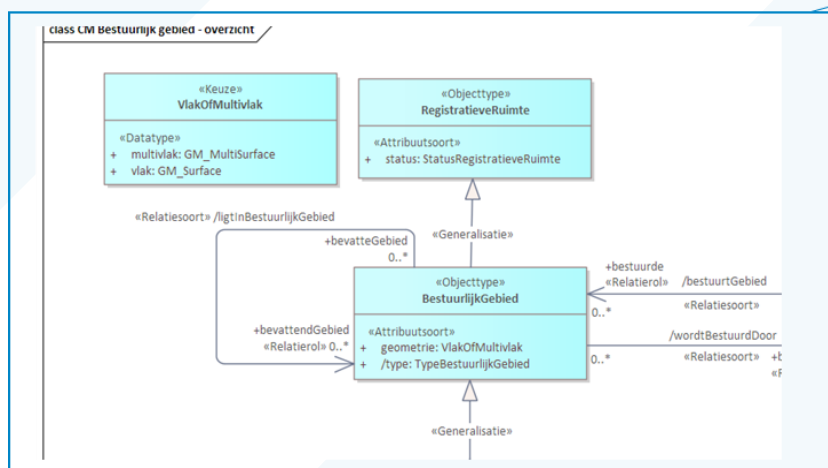 class CM Bestuurlijk gebied - overzicht
«Keuze»
VlakOfMultivlak
«Datatype»
+ multivlak: GM_MultiSurface
+ vlak: GM_Surface
«Objecttype»
RegistratieveRuimte
«Attribuutsoort»
+ status: StatusRegistratieveRuimte
«Relatiesoort» /ligtInBestuurlijkGebied
«Generalisatie»
+bevatteGebied
0..*
«Objecttype»
BestuurlijkGebied
«Attribuutsoort»
+ geometrie: VlakOfMultivlak
+ /type: TypeBestuurlijkGebied
+bevattendGebied
«Relatierol» 0..*
+bestuurde
«Relatierol»
/bestuurtGebied
0..*
«Relatiesoort»
/wordtBestuurdDoor
0..*
«Relatiesoort»
«Generalisatie»